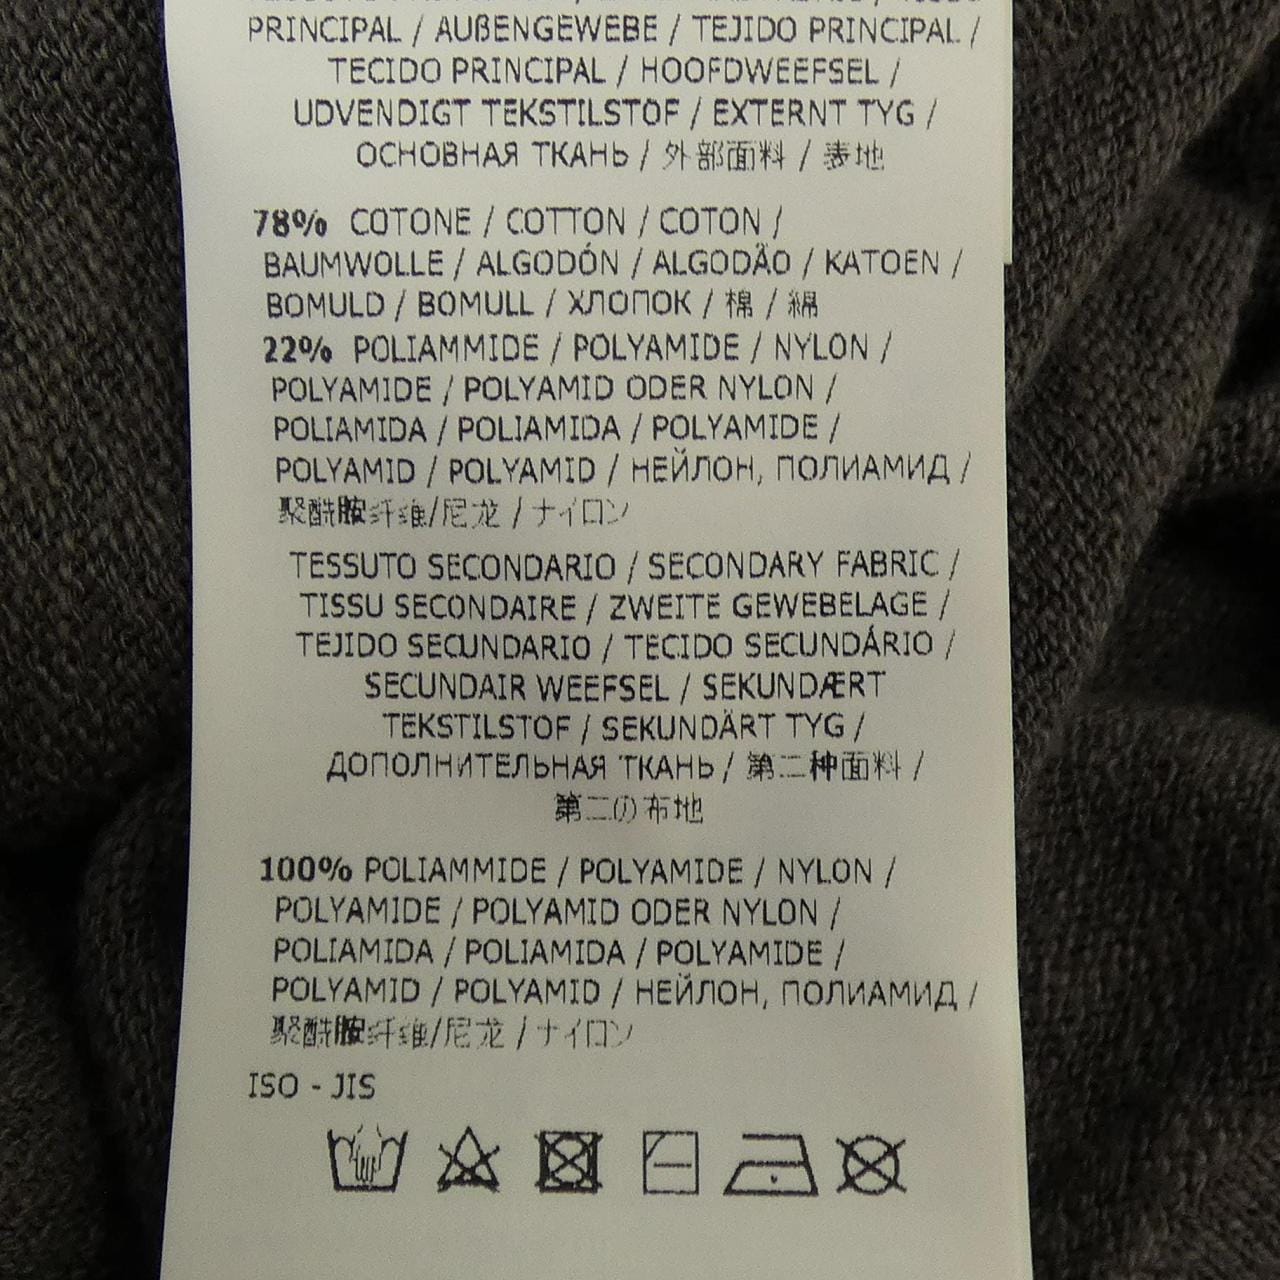 PRINCIPAL / AUßENGEWEBE / TEJIDO PRINCIPAL /
TECIDO PRINCIPAL / HOOFDWEEFSEL /
UDVENDIGT TEKSTILSTOF / EXTERNT TYG /
ОСНОВНАЯ ТКАНЬ / 外部面料 / 表地
78% COTONE / COTTON / COTON /
BAUMWOLLE / ALGODÓN / ALGODÃO / KATOEN /
BOMULD / BOMULL / ХЛОПОК / 棉 / 綿
22% POLIAMMIDE / POLYAMIDE / NYLON /
POLYAMIDE / POLYAMID ODER NYLON /
POLIAMIDA / POLIAMIDA / POLYAMIDE /
POLYAMID / POLYAMID / НЕЙЛОН, ПОЛИАМИД /
聚酰胺纤维/尼龙 / ナイロン
TESSUTO SECONDARIO / SECONDARY FABRIC /
TISSU SECONDAIRE / ZWEITE GEWEBELAGE /
TEJIDO SECUNDARIO / TECIDO SECUNDÁRIO /
SECUNDAIR WEEFSEL / SEKUNDÆRT
TEKSTILSTOF / SEKUNDÄRT TYG /
ДОПОЛНИТЕЛЬНАЯ ТКАНЬ / 第二种面料 /
第二の布地
100% POLIAMMIDE / POLYAMIDE / NYLON /
POLYAMIDE / POLYAMID ODER NYLON /
POLIAMIDA / POLIAMIDA / POLYAMIDE /
POLYAMID / POLYAMID / НЕЙЛОН, ПОЛИАМИД /
聚酰胺纤维/尼龙 / ナイロン
ISO - JIS